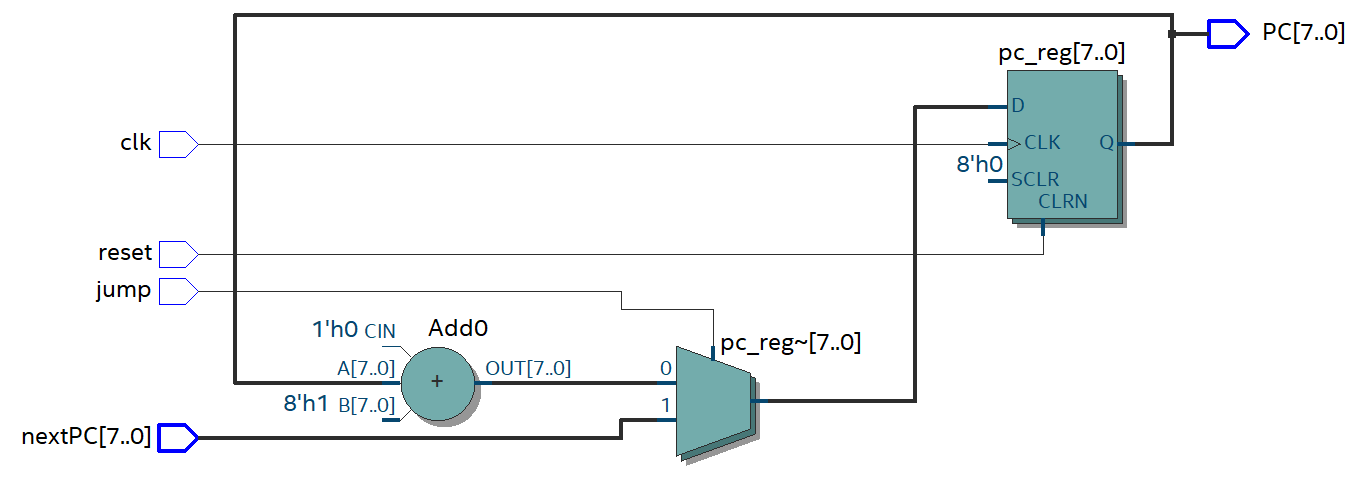 PC[7..0]
pc_reg[7..0]
D
clk
CLK
Q
8'h0
SCLR
CLRN
reset
jump
1'h0 CIN
Add0
pc_reg~[7..0]
A[7..0]
+
OUT[7..0]
0
8'h1 B[7..0]
1
nextPC[7..0]